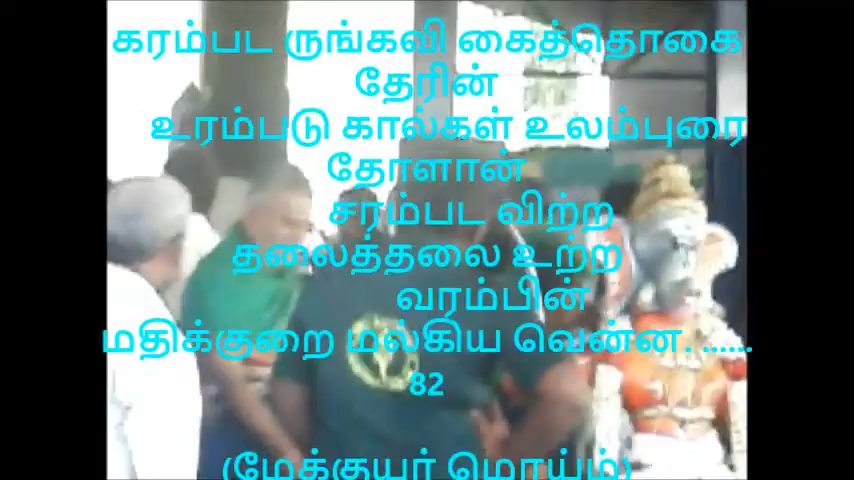 கரம்பட ருங்கவி கைத்தொகை
தேரின்
உரம்படு கால்கள் உலம்புரை
தோளான்
சரம்பட விற்ற
தலைத்தலை உற்ற
வரம்பின்
மதிக்குறை மல்கிய வென்ன. ......
82
(மேக்குயர் மொய்ம்)